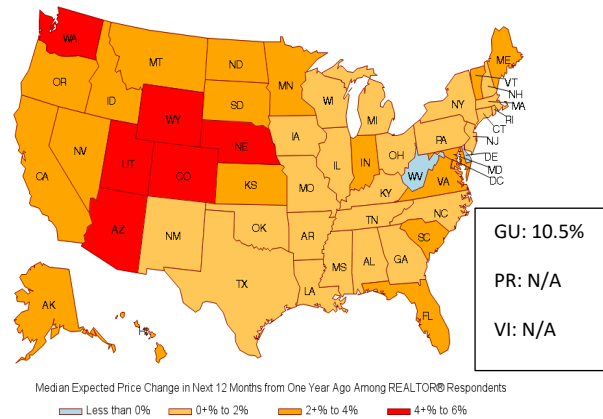 WA
MT
ND
MN
ME
OR
ID
SD
WI
MI
NY
VT
NH
MA
RI
CT
WY
NE
IA
PA
NJ
NV
UT
CO
KS
MO
IL
IN
OH
WV
VA
DE
MD
DC
CA
KY
NC
TN
AZ
NM
OK
AR
SC
MS
AL
GA
TX
LA
FL
AK
GU: 10.5%
PR: N/A
VI: N/A
Median Expected Price Change in Next 12 Months from One Year Ago Among REALTOR® Respondents
Less than 0% 0+% to 2% 2+% to 4% 4+% to 6%